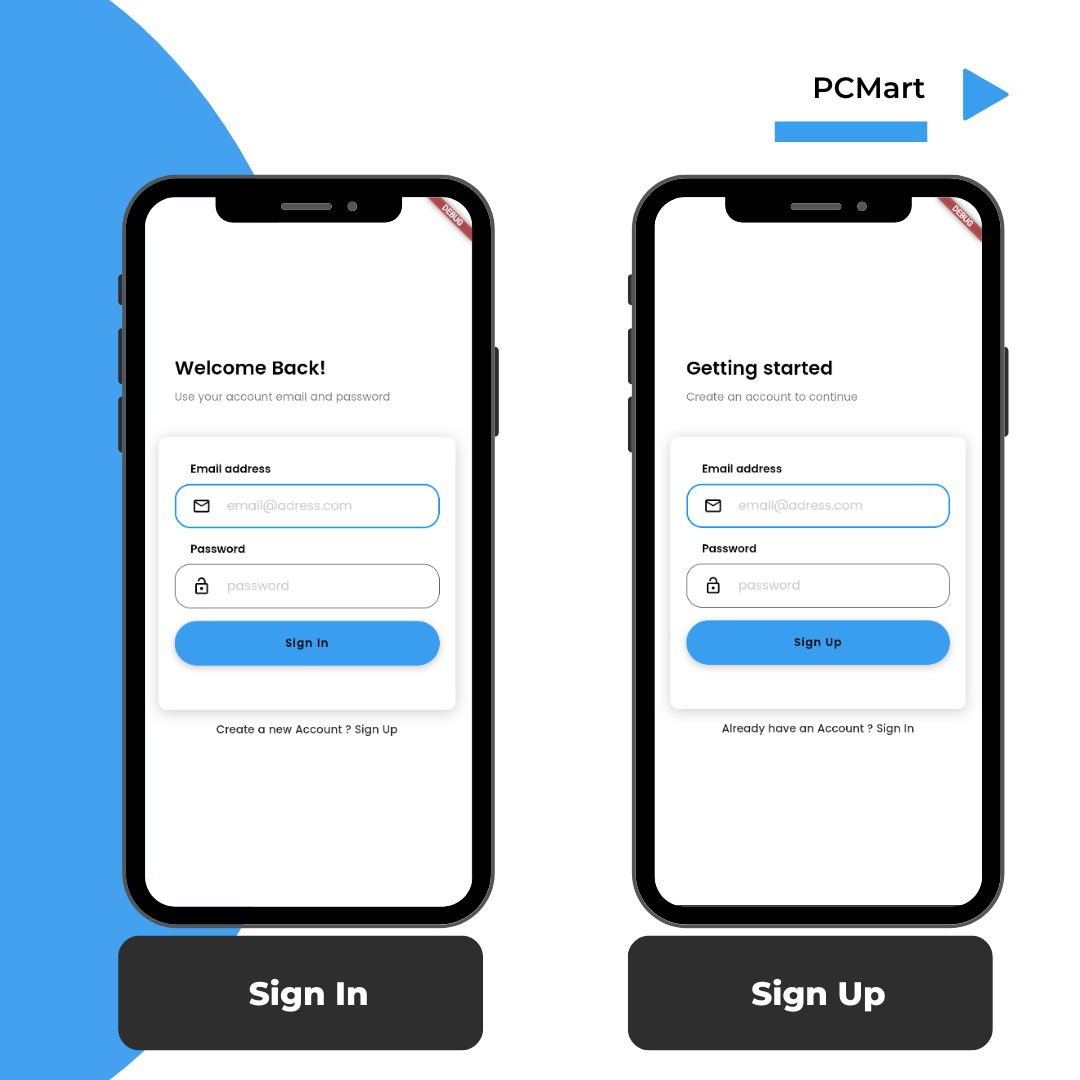 PCMart
DEBUG
Welcome Back!
Use your account email and password
Email address
email@adress.com
Password
password
Sign In
Create a new Account ? Sign Up
Sign In
DEBUG
Getting started
Create an account to continue
Email address
email@adress.com
Password
password
Sign Up
Already have an Account ? Sign In
Sign Up